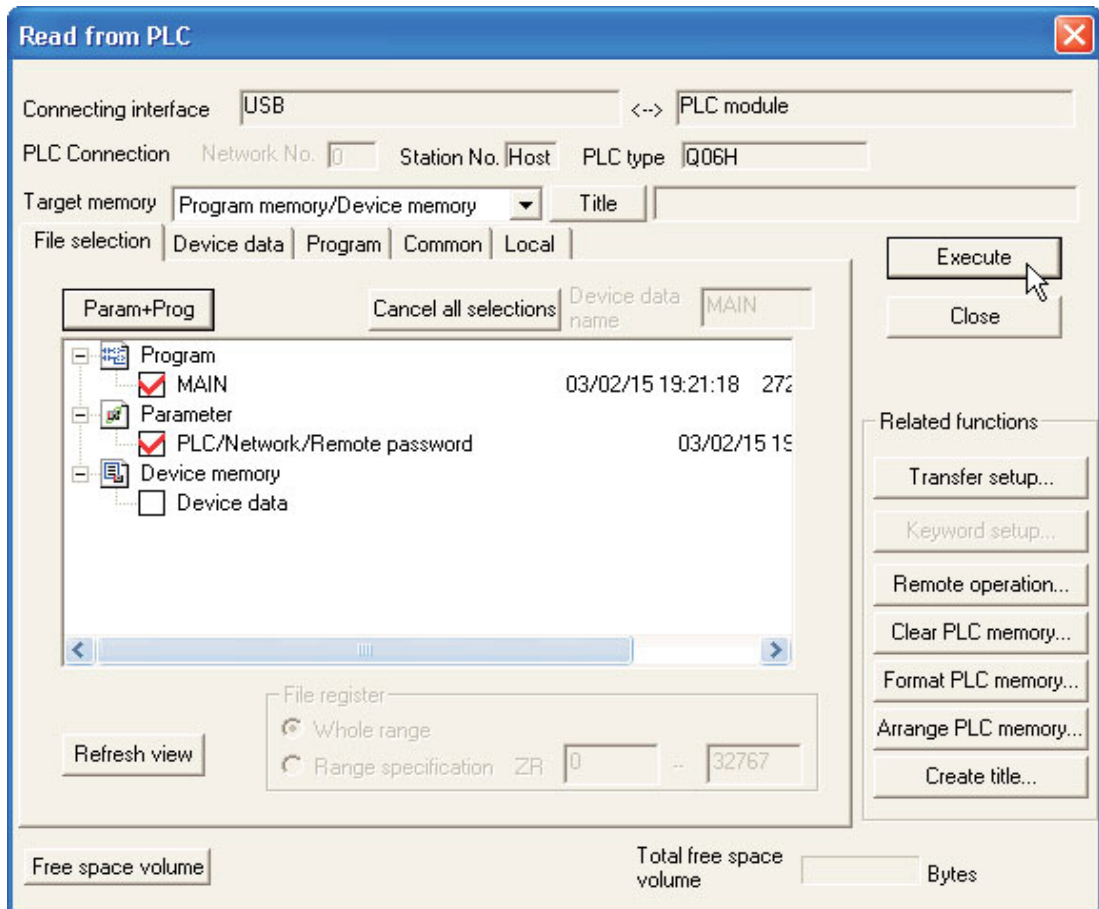 Read from PLC
Connecting interface USB <--> PLC module
PLC Connection Network No. 0 Station No. Host PLC type Q06H
Target memory Program memory/Device memory Title
File selection Device data Program Common Local
Execute
Param+Prog Cancel all selections Device data name MAIN
Close
Program
MAIN 03/02/15 19:21:18 272
Parameter
PLC/Network/Remote password 03/02/15 19
Device memory
Device data
Related functions
Transfer setup...
Keyword setup...
Remote operation...
Clear PLC memory...
Format PLC memory...
Arrange PLC memory...
Create title...
File register
Whole range
Range specification ZR 0 -- 32767
Refresh view
Free space volume
Total free space volume Bytes